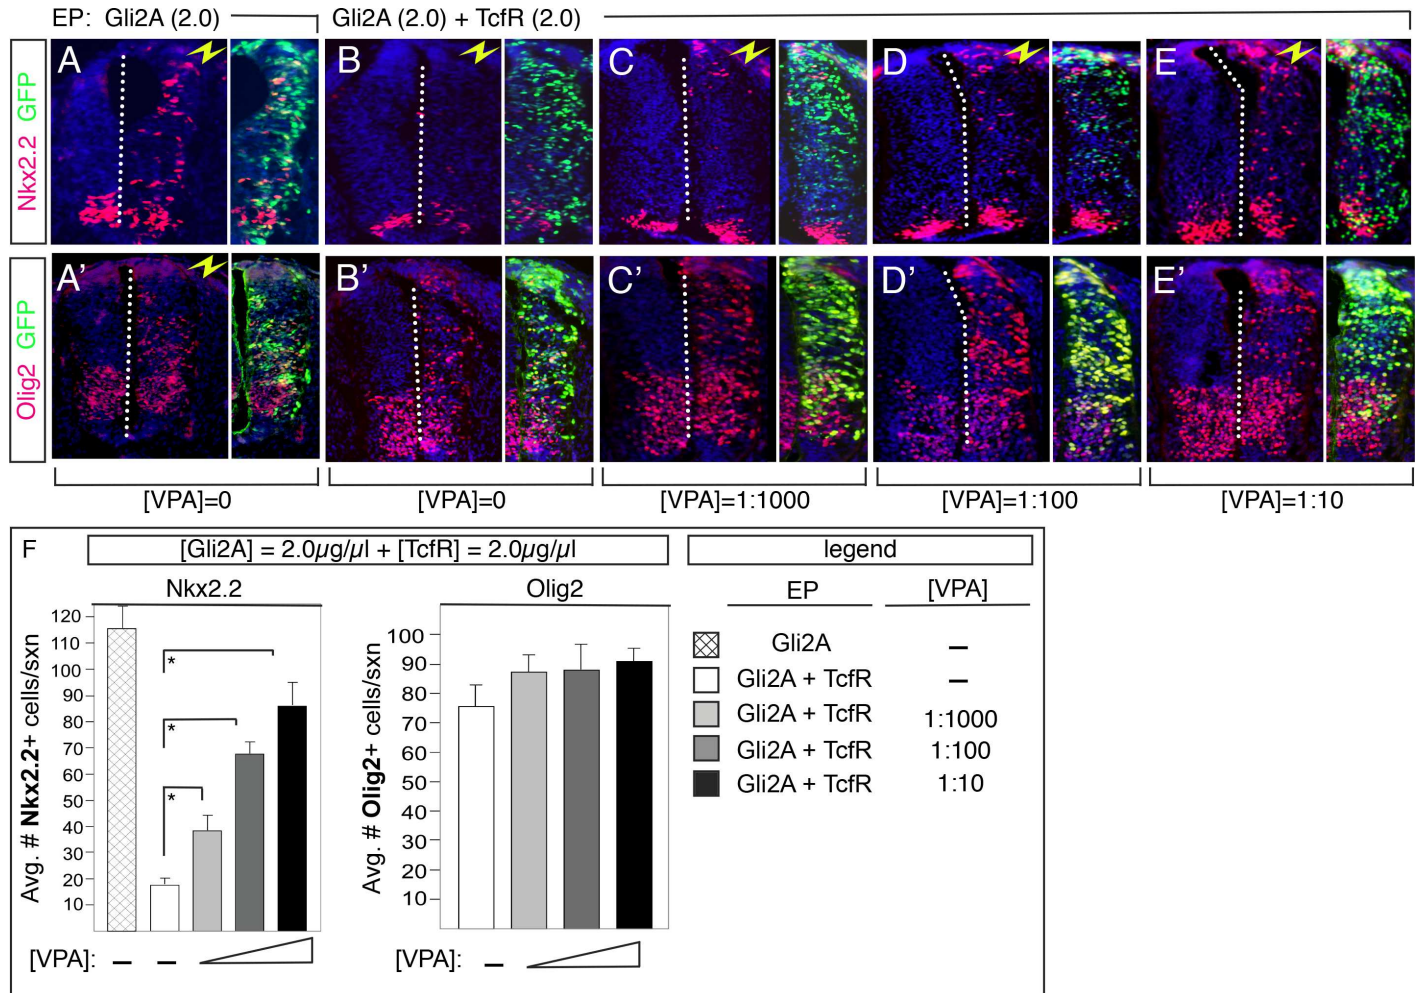 EP: Gli2A (2.0)
Gli2A (2.0) + TcfR (2.0)
Nkx2.2 GFP
A
B
C
D
E
Olig2 GFP
A'
B'
C'
D'
E'
[VPA]=0
[VPA]=0
[VPA]=1:1000
[VPA]=1:100
[VPA]=1:10
F
[Gli2A] = 2.0µg/µl + [TcfR] = 2.0µg/µl
Nkx2.2
Avg. # Nkx2.2+ cells/sxn
120
110
100
90
80
70
60
50
40
30
20
10
*
*
*
[VPA]: – –
Olig2
Avg. # Olig2+ cells/sxn
100
90
80
70
60
50
40
30
20
10
[VPA]: –
legend
EP [VPA]
Gli2A –
Gli2A + TcfR –
Gli2A + TcfR 1:1000
Gli2A + TcfR 1:100
Gli2A + TcfR 1:10